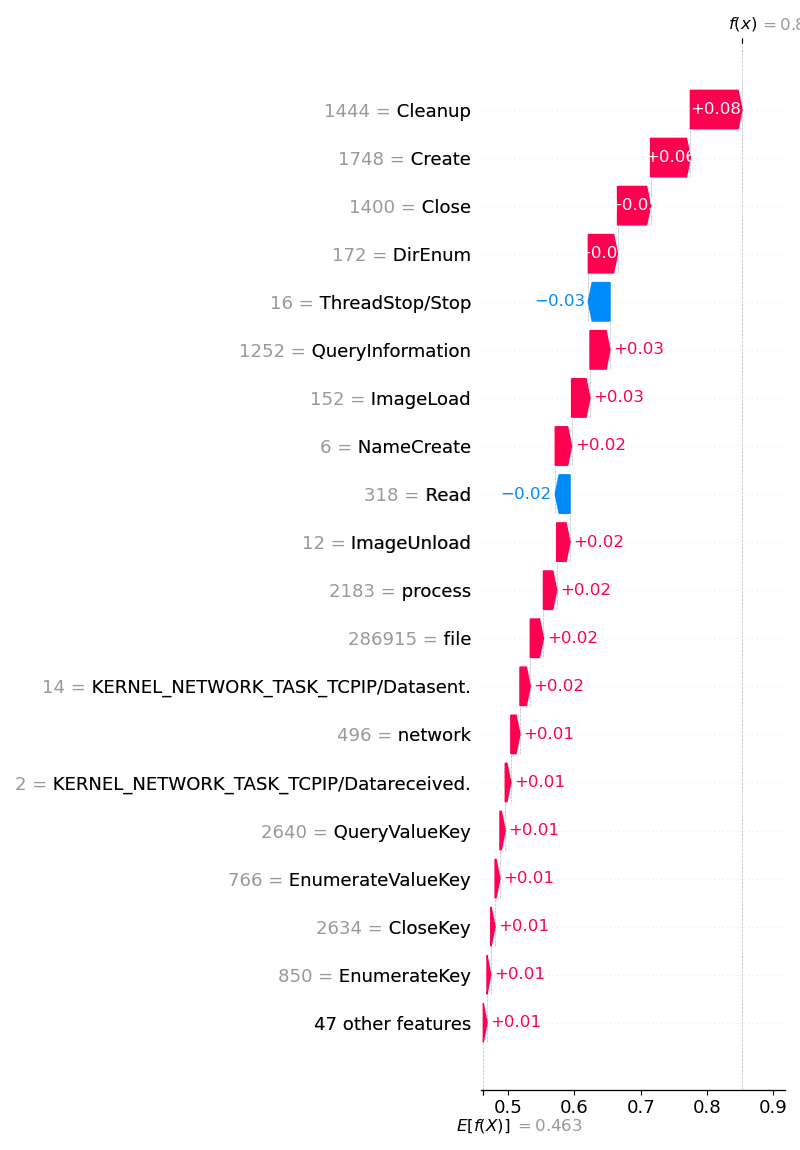 f(x) = 0.8
1444 = Cleanup
+0.08
1748 = Create
+0.06
1400 = Close
172 = DirEnum
16 = ThreadStop/Stop
−0.03
1252 = QueryInformation
+0.03
152 = ImageLoad
+0.03
6 = NameCreate
+0.02
318 = Read
−0.02
12 = ImageUnload
+0.02
2183 = process
+0.02
286915 = file
+0.02
14 = KERNEL_NETWORK_TASK_TCPIP/Datasent.
+0.02
496 = network
+0.01
2 = KERNEL_NETWORK_TASK_TCPIP/Datareceived.
+0.01
2640 = QueryValueKey
+0.01
766 = EnumerateValueKey
+0.01
2634 = CloseKey
+0.01
850 = EnumerateKey
+0.01
47 other features
+0.01
0.5 0.6 0.7 0.8 0.9
E[f(X)] = 0.463